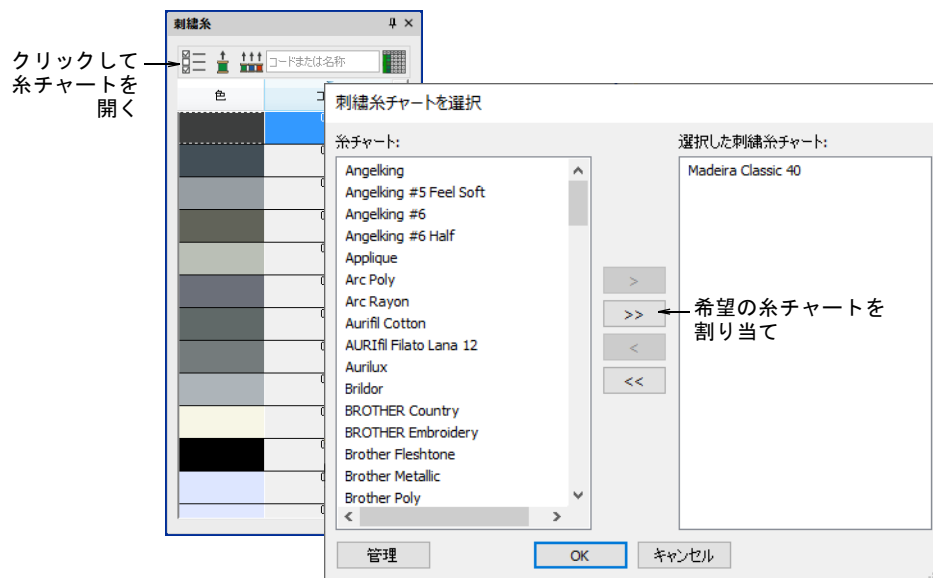 刺繍糸
クリックして
糸チャートを
開く
コードまたは名称
色
刺繍糸チャートを選択
糸チャート:
Angelking
Angelking #5 Feel Soft
Angelking #6
Angelking #6 Half
Applique
Arc Poly
Arc Rayon
Aurifil Cotton
AURIfil Filato Lana 12
Aurilux
Brildor
BROTHER Country
BROTHER Embroidery
Brother Fleshtone
Brother Metallic
Brother Poly
>
>>
<
<<
選択した刺繍糸チャート:
Madeira Classic 40
希望の糸チャートを
割り当て
管理
OK
キャンセル